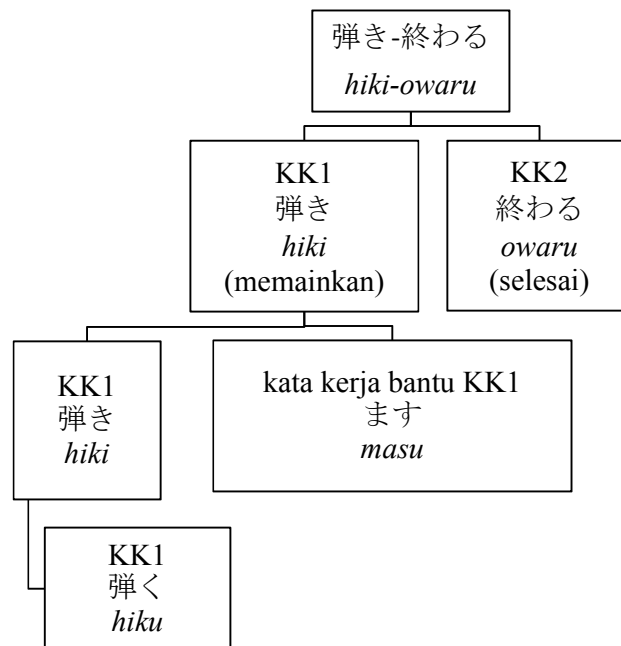 弾き-終わる
hiki-owaru
KK1
弾き
hiki
(memainkan)
KK2
終わる
owaru
(selesai)
KK1
弾き
hiki
kata kerja bantu KK1
ます
masu
KK1
弾く
hiku